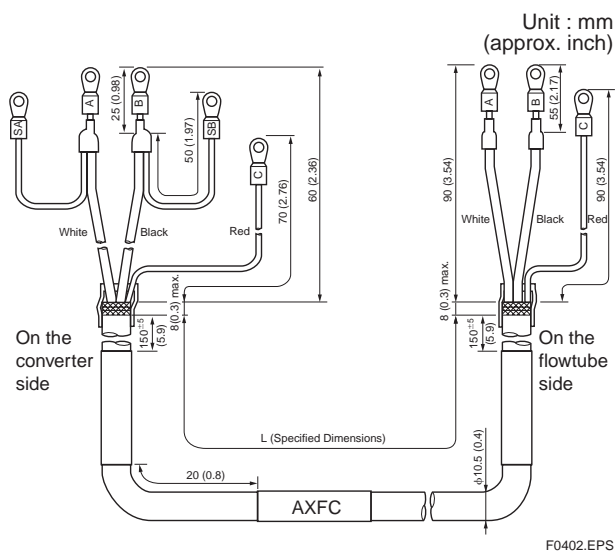 Unit : mm
(approx. inch)
SA
A
B
SB
C
25 (0.98)
50 (1.97)
70 (2.76)
60 (2.36)
White
Black
Red
8(0.3) max.
150±5
(5.9)
On the
converter
side
A
B
C
90 (3.54)
55 (2.17)
90 (3.54)
White
Black
Red
8 (0.3) max.
150±5
(5.9)
On the
flowtube
side
L (Specified Dimensions)
20 (0.8)
AXFC
ϕ10.5 (0.4)
F0402.EPS